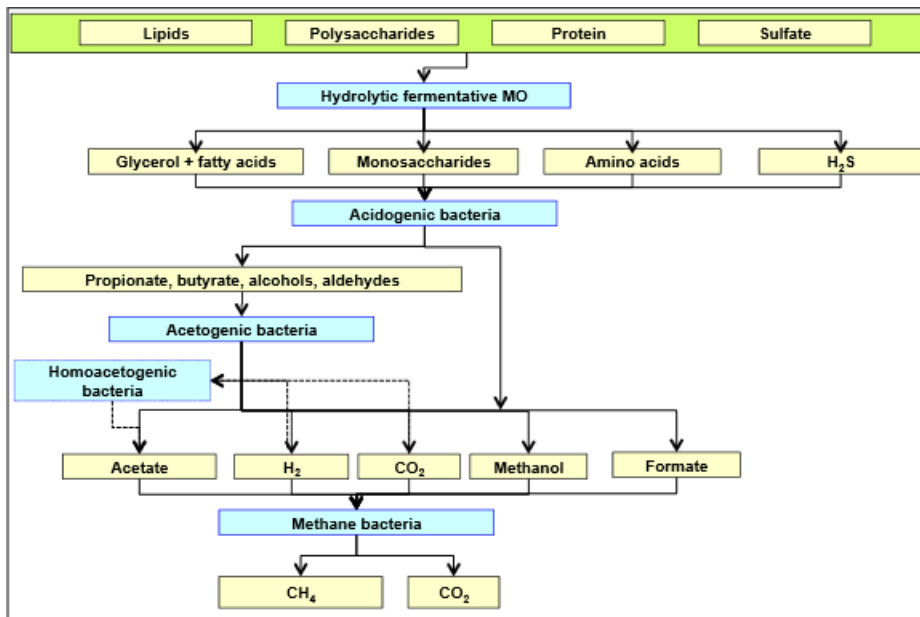 Lipids
Polysaccharides
Protein
Sulfate
Hydrolytic fermentative MO
Glycerol + fatty acids
Monosaccharides
Amino acids
H₂S
Acidogenic bacteria
Propionate, butyrate, alcohols, aldehydes
Acetogenic bacteria
Homoacetogenic
bacteria
Acetate
H₂
CO₂
Methanol
Formate
Methane bacteria
CH₄
CO₂